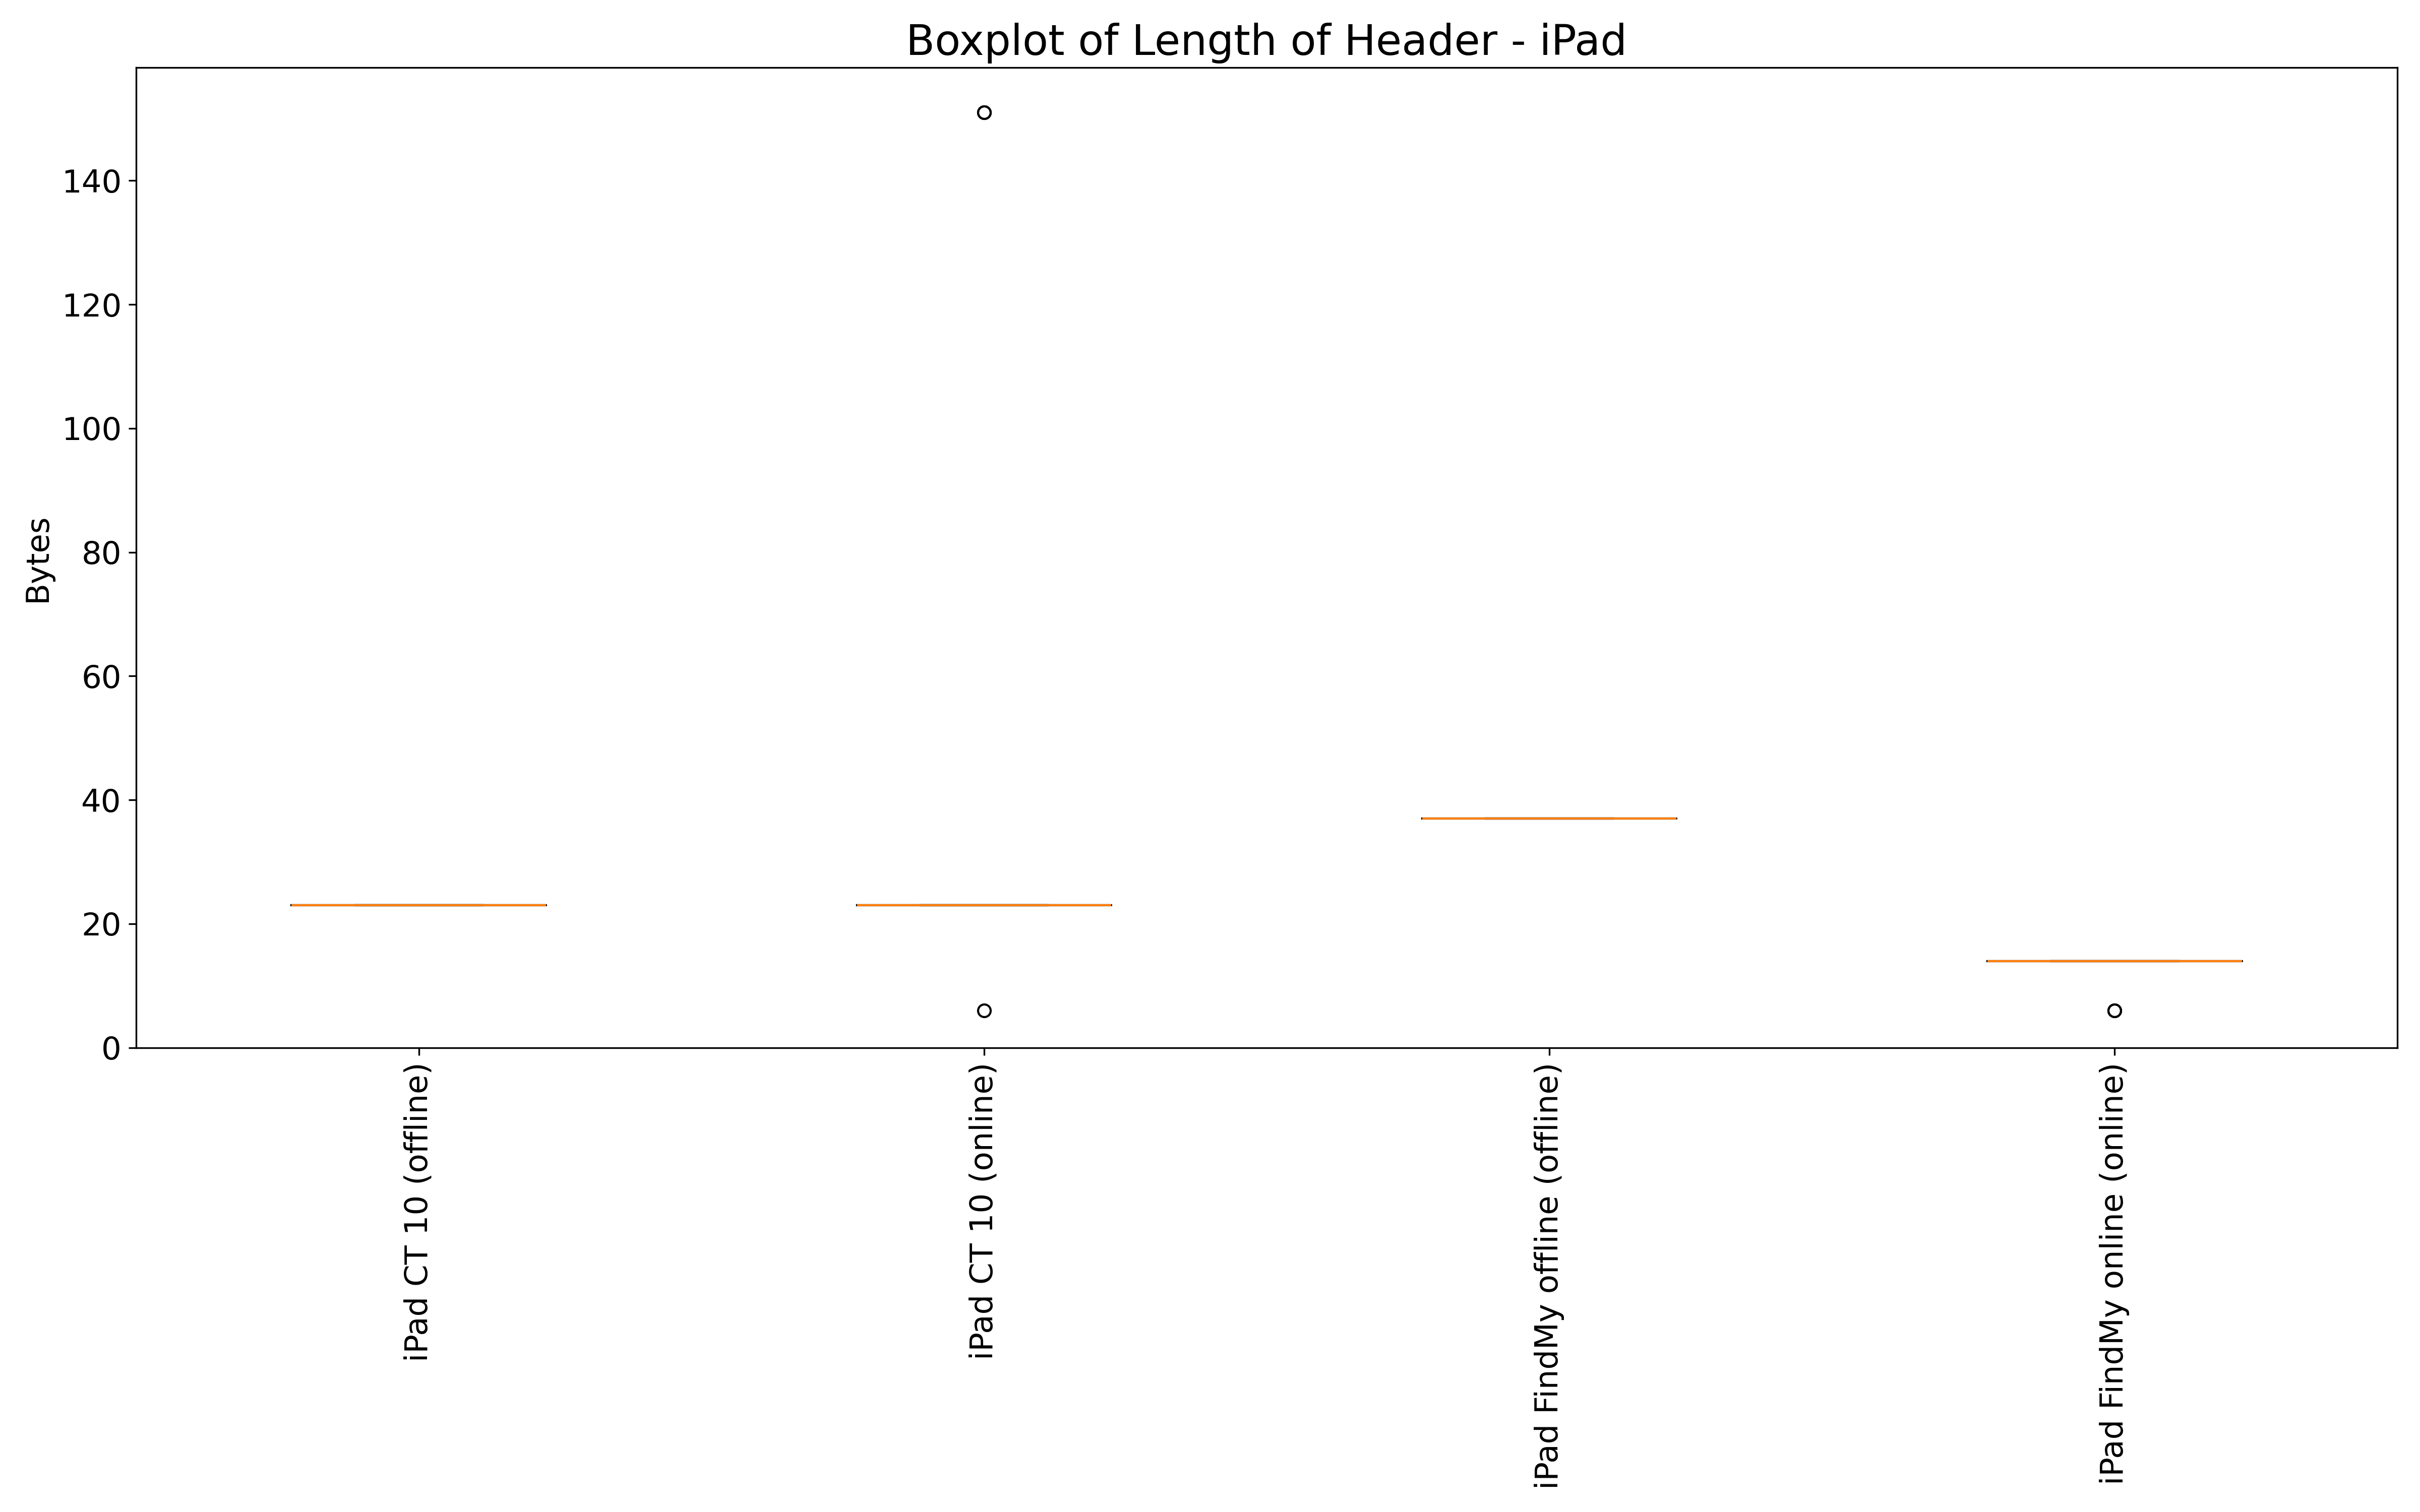 Boxplot of Length of Header - iPad
Bytes
140
120
100
80
60
40
20
0
iPad CT 10 (offline)
iPad CT 10 (online)
iPad FindMy offline (offline)
iPad FindMy online (online)